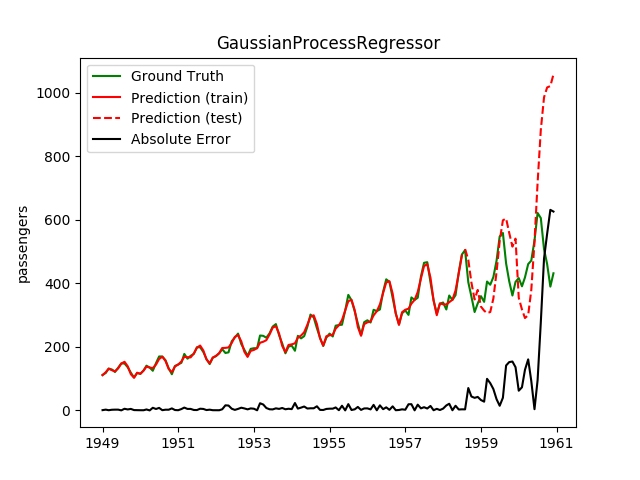 GaussianProcessRegressor
Ground Truth
Prediction (train)
Prediction (test)
Absolute Error
passengers
1000
800
600
400
200
0
1949 1951 1953 1955 1957 1959 1961